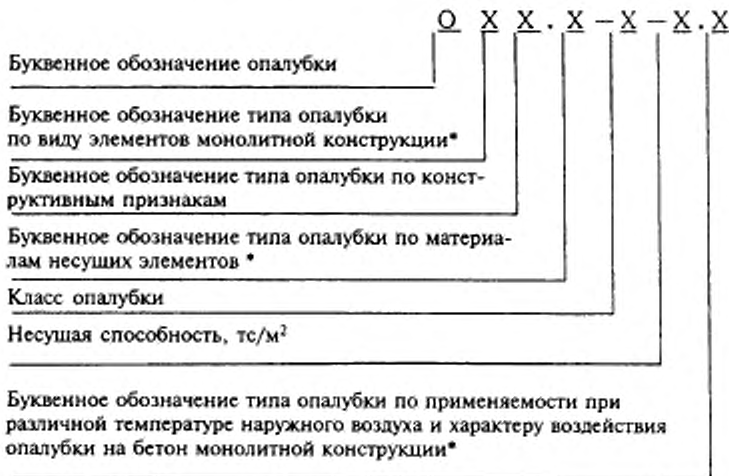 О Х Х . Х – Х – Х . Х
Буквенное обозначение опалубки
Буквенное обозначение типа опалубки
по виду элементов монолитной конструкции*
Буквенное обозначение типа опалубки по конст-
руктивным признакам
Буквенное обозначение типа опалубки по материа-
лам несущих элементов *
Класс опалубки
Несущая способность, тс/м²
Буквенное обозначение типа опалубки по применяемости при
различной температуре наружного воздуха и характеру воздействия
опалубки на бетон монолитной конструкции*